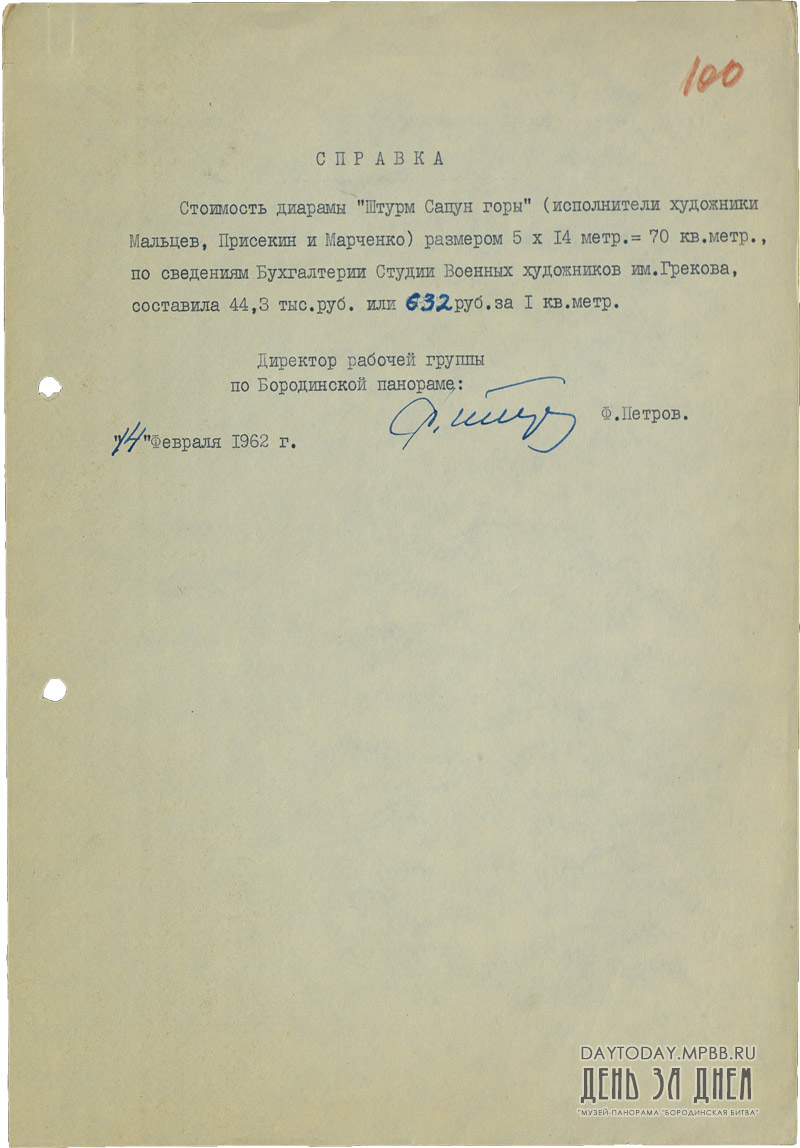 100
СПРАВКА
Стоимость диарамы "Штурм Сапун горы" (исполнители художники
Мальцев, Присекин и Марченко) размером 5 х 14 метр.= 70 кв.метр.,
по сведениям Бухгалтерии Студии Военных художников им.Грекова,
составила 44,3 тыс.руб. или 632 руб.за I кв.метр.
Директор рабочей группы
по Бородинской панораме:
Ф.Петров.
"14"Февраля 1962 г.
DAYTODAY.MPBB.RU
ДЕНЬ ЗА ДНЕМ
"МУЗЕЙ-ПАНОРАМА "БОРОДИНСКАЯ БИТВА"